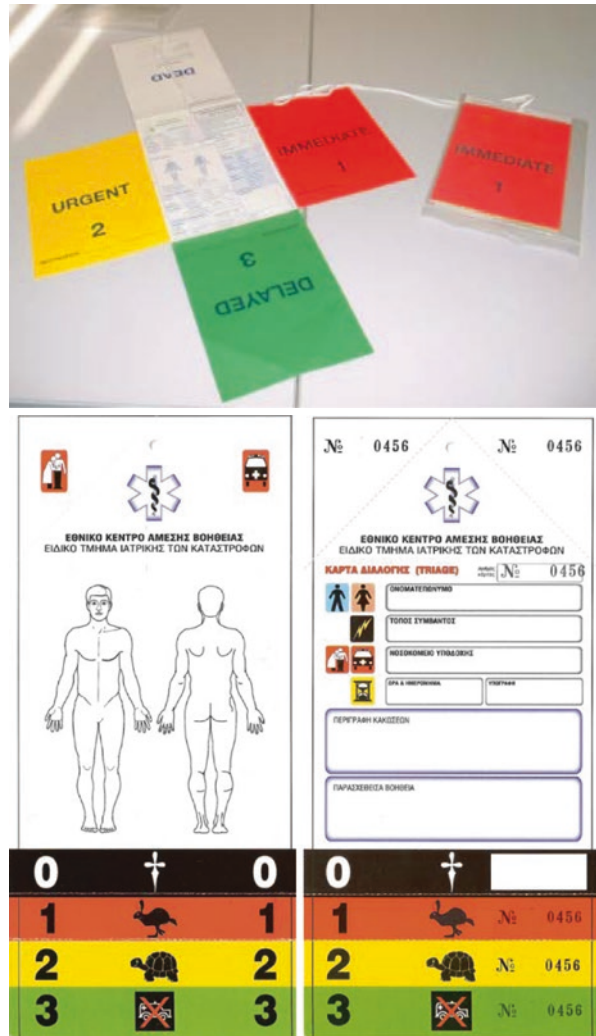 DEAD
IMMEDIATE
1
IMMEDIATE
1
URGENT
2
DELAYED
3
ΕΘΝΙΚΟ ΚΕΝΤΡΟ ΑΜΕΣΗΣ ΒΟΗΘΕΙΑΣ
ΕΙΔΙΚΟ ΤΜΗΜΑ ΙΑΤΡΙΚΗΣ ΤΩΝ ΚΑΤΑΣΤΡΟΦΩΝ
0 0
1 1
2 2
3 3
№ 0456 № 0456
ΕΘΝΙΚΟ ΚΕΝΤΡΟ ΑΜΕΣΗΣ ΒΟΗΘΕΙΑΣ
ΕΙΔΙΚΟ ΤΜΗΜΑ ΙΑΤΡΙΚΗΣ ΤΩΝ ΚΑΤΑΣΤΡΟΦΩΝ
ΚΑΡΤΑ ΔΙΑΛΟΓΗΣ (TRIAGE) Αριθμός κάρτας № 0456
ΟΝΟΜΑΤΕΠΩΝΥΜΟ
ΤΟΠΟΣ ΣΥΜΒΑΝΤΟΣ
ΝΟΣΟΚΟΜΕΙΟ ΥΠΟΔΟΧΗΣ
ΩΡΑ & ΗΜΕΡΟΜΗΝΙΑ ΥΠΟΓΡΑΦΗ
ΠΕΡΙΓΡΑΦΗ ΚΑΚΩΣΕΩΝ
ΠΑΡΑΣΧΕΘΕΙΣΑ ΒΟΗΘΕΙΑ
0
1 № 0456
2 № 0456
3 № 0456